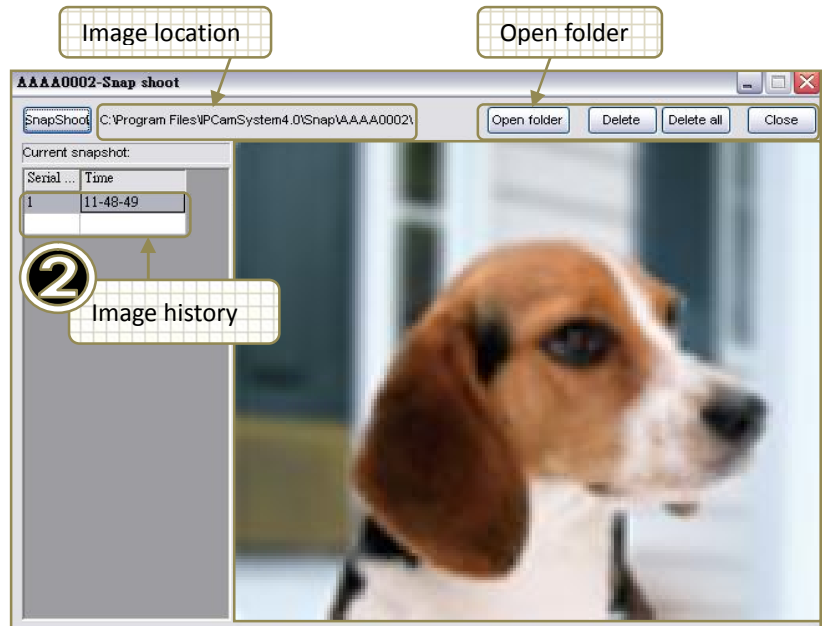 Image location
Open folder
AAAA0002-Snap shoot
SnapShoot C:\Program Files\IPCamSystem4.0\Snap\AAAA0002\ Open folder Delete Delete all Close
Current snapshot:
Serial ... Time
1 11-48-49
2
Image history